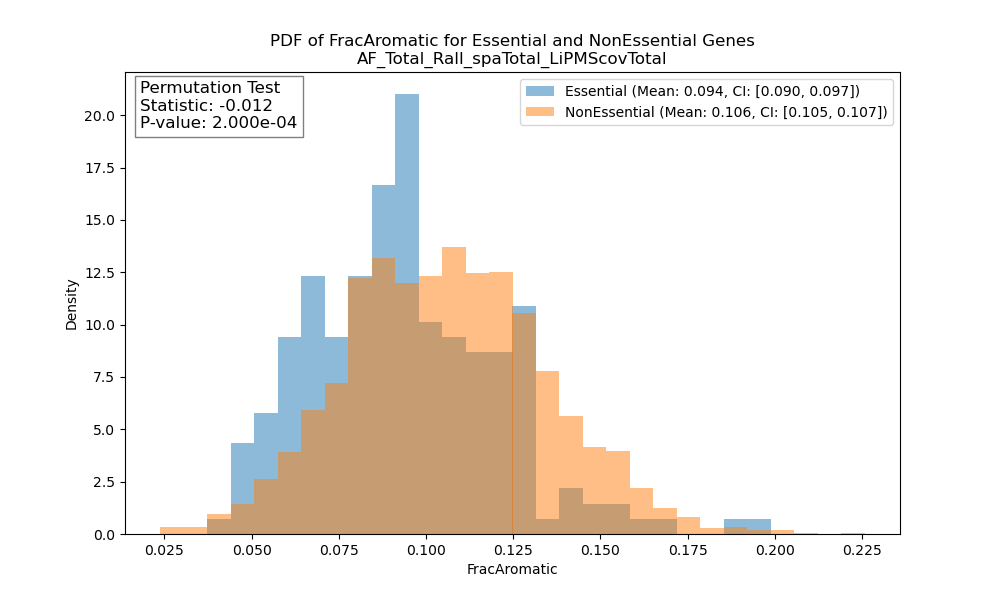 PDF of FracAromatic for Essential and NonEssential Genes
AF_Total_Rall_spaTotal_LiPMScovTotal
Permutation Test
Statistic: -0.012
P-value: 2.000e-04
Essential (Mean: 0.094, CI: [0.090, 0.097])
NonEssential (Mean: 0.106, CI: [0.105, 0.107])
Density
20.0
17.5
15.0
12.5
10.0
7.5
5.0
2.5
0.0
0.025
0.050
0.075
0.100
0.125
0.150
0.175
0.200
0.225
FracAromatic